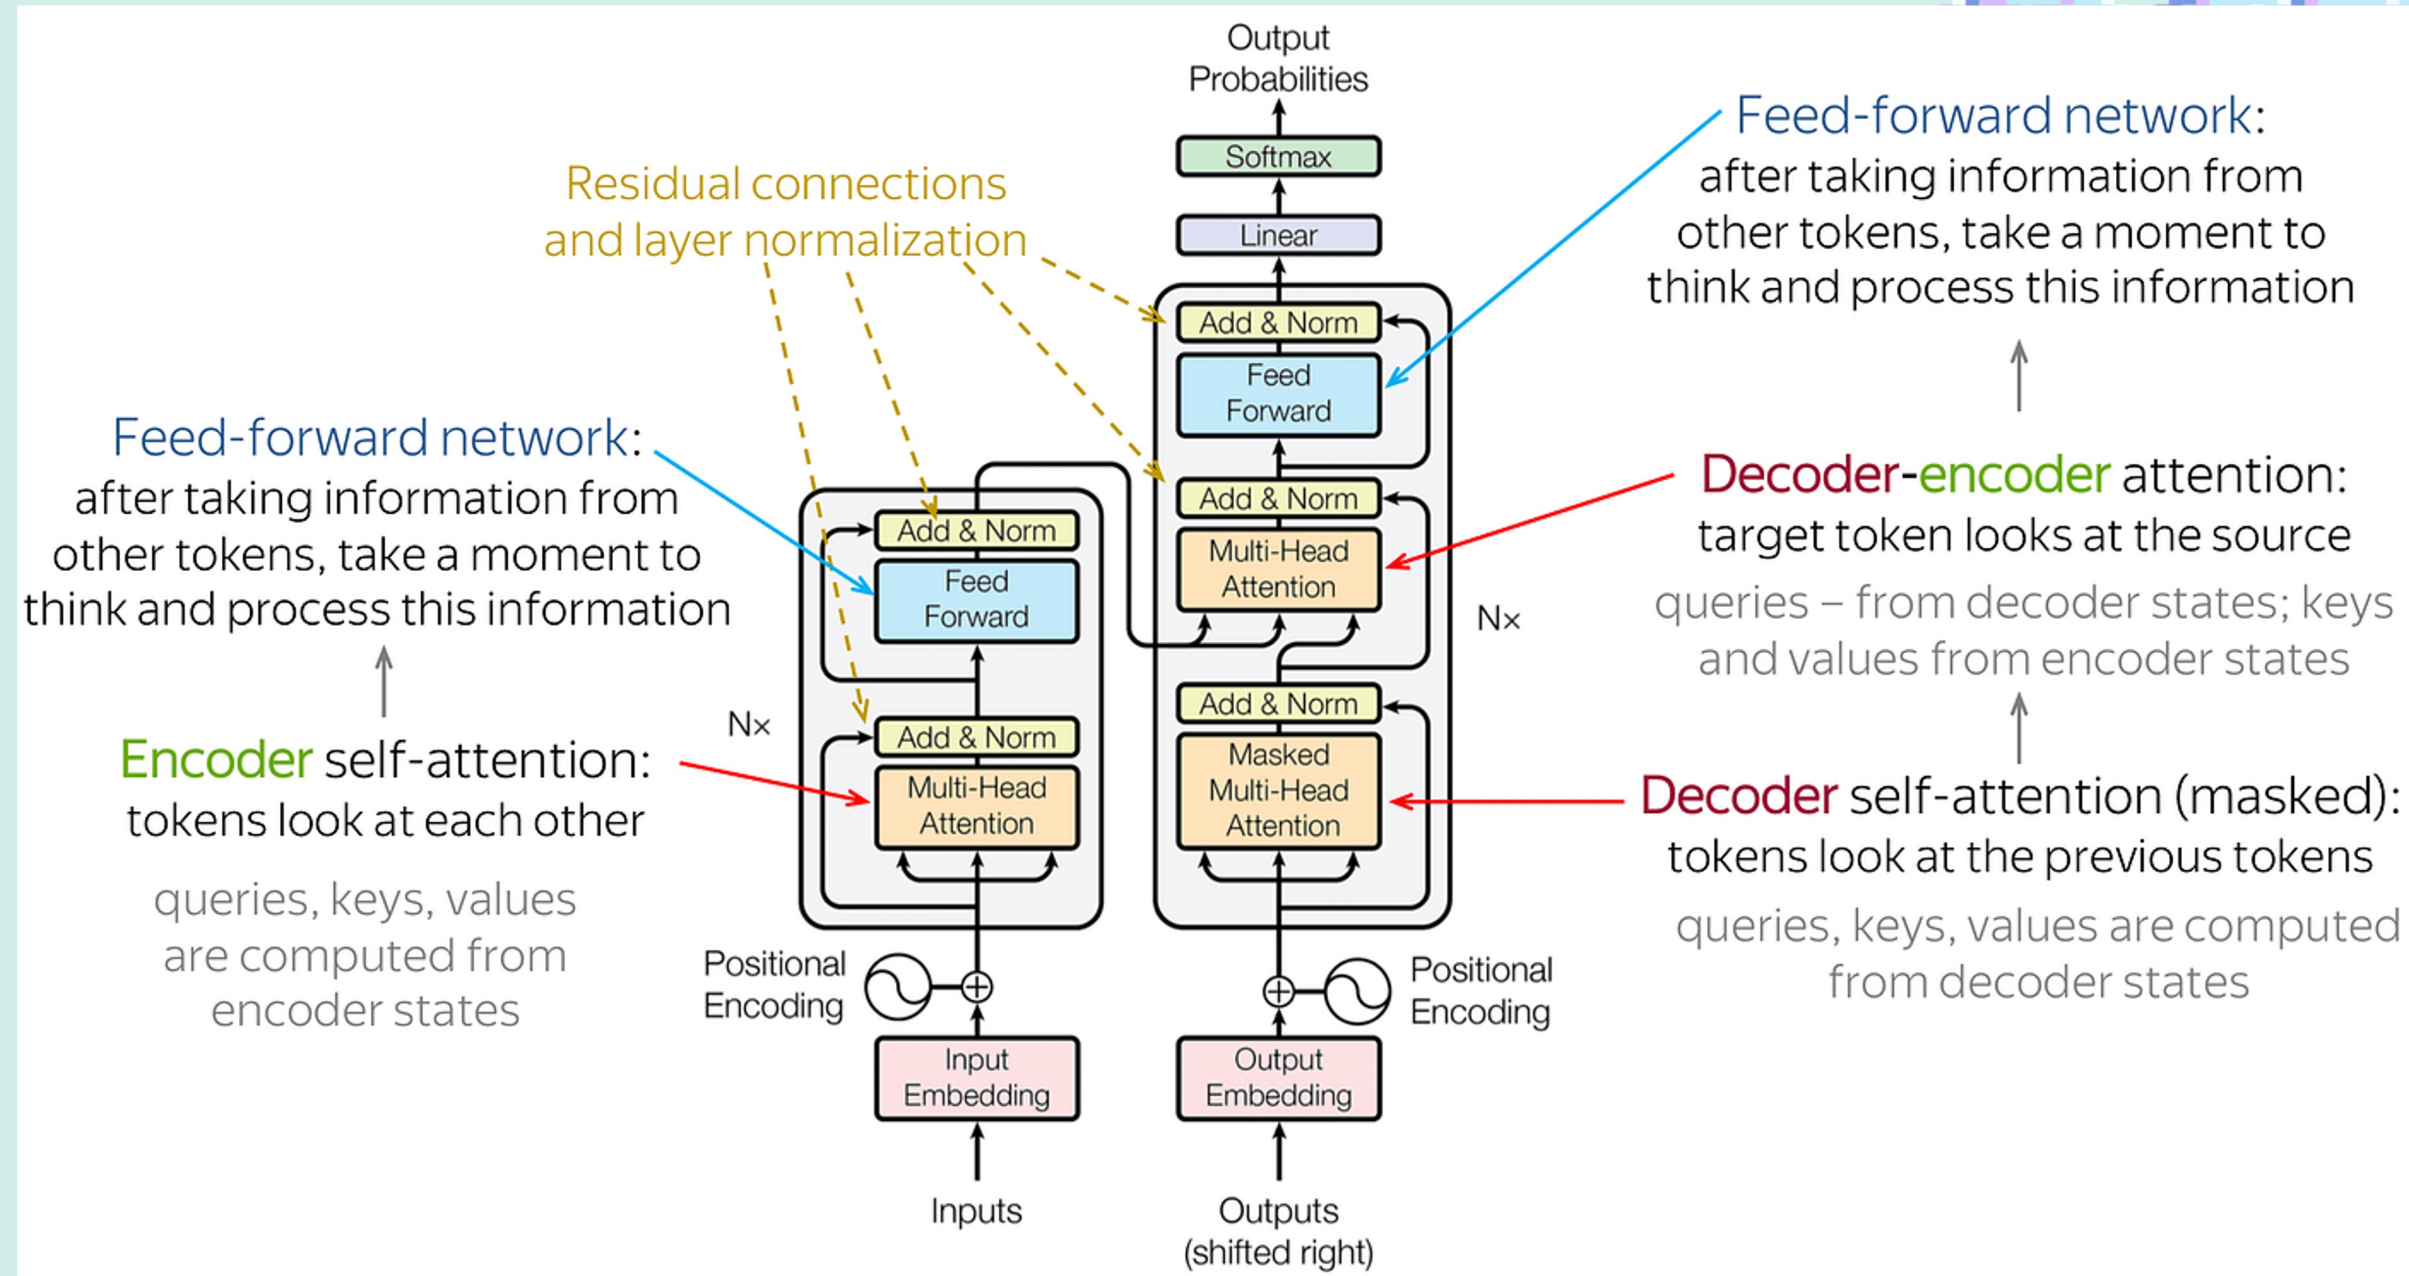 Output
Probabilities
Softmax
Linear
Add & Norm
Feed
Forward
Add & Norm
Multi-Head
Attention
Add & Norm
Masked
Multi-Head
Attention
Nx
Positional
Encoding
Output
Embedding
Outputs
(shifted right)
Residual connections
and layer normalization
Add & Norm
Feed
Forward
Add & Norm
Multi-Head
Attention
Nx
Positional
Encoding
Input
Embedding
Inputs
Feed-forward network:
after taking information from
other tokens, take a moment to
think and process this information
Encoder self-attention:
tokens look at each other
queries, keys, values
are computed from
encoder states
Feed-forward network:
after taking information from
other tokens, take a moment to
think and process this information
Decoder-encoder attention:
target token looks at the source
queries – from decoder states; keys
and values from encoder states
Decoder self-attention (masked):
tokens look at the previous tokens
queries, keys, values are computed
from decoder states